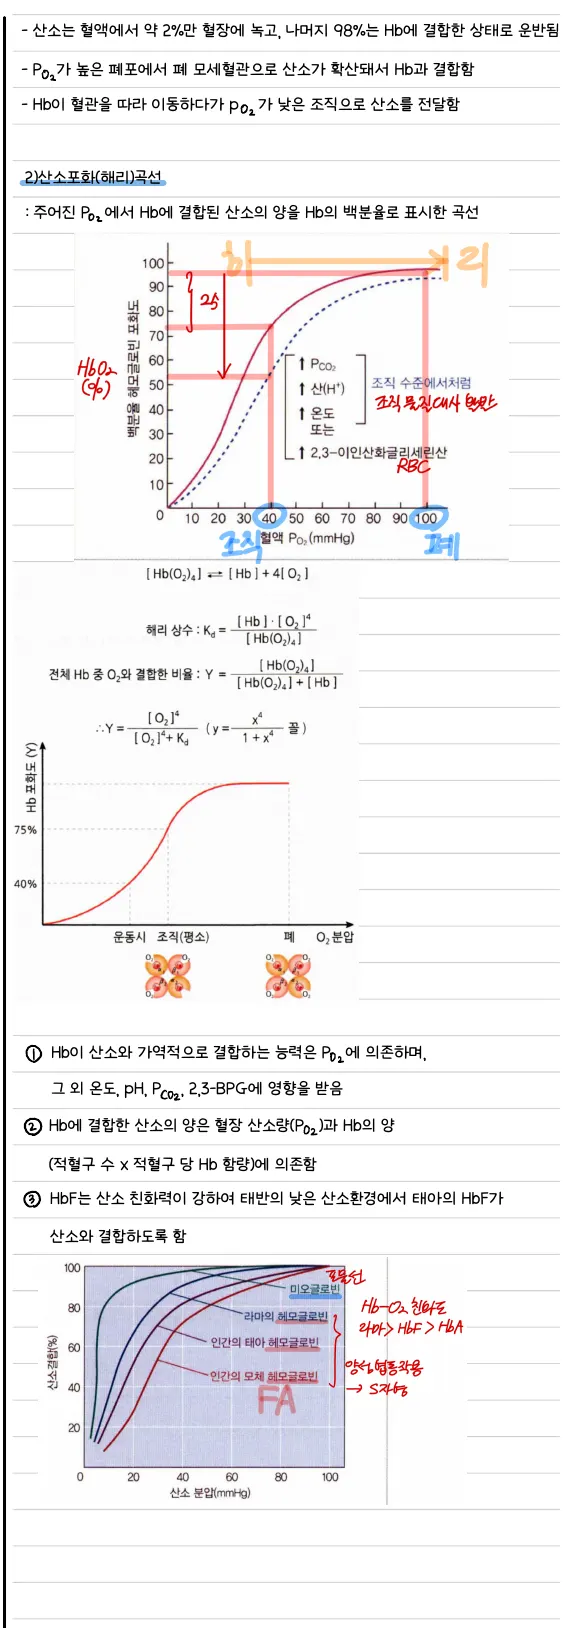 - 산소는 혈액에서 약 2%만 혈장에 녹고, 나머지 98%는 Hb에 결합한 상태로 운반됨
- PO₂가 높은 폐포에서 폐 모세혈관으로 산소가 확산돼서 Hb과 결합함
- Hb이 혈관을 따라 이동하다가 pO₂가 낮은 조직으로 산소를 전달함
2)산소포화(해리)곡선
: 주어진 PO₂에서 Hb에 결합된 산소의 양을 Hb의 백분율로 표시한 곡선
HbO₂
(%)
백분율 헤모글로빈 포화도
100
90
80
70
60
50
40
30
20
10
0
↑ PCO₂
↑ 산(H⁺)
↑ 온도
또는
↑ 2,3-이인산화글리세린산
RBC
조직 수준에서처럼
조직 물질대사 활발
10 20 30 40 50 60 70 80 90 100
혈액 PO₂(mmHg)
조직
폐
[Hb(O₂)₄] ⇌ [Hb] + 4[O₂]
해리 상수 : Kd = [Hb]·[O₂]⁴ / [Hb(O₂)₄]
전체 Hb 중 O₂와 결합한 비율 : Y = [Hb(O₂)₄] / [Hb(O₂)₄] + [Hb]
∴Y = [O₂]⁴ / [O₂]⁴ + Kd ( y = x⁴ / 1 + x⁴ 꼴 )
Hb 포화도 (Y)
75%
40%
운동시 조직(평소) 폐 O₂ 분압
O₂ O₂ O₂ O₂
① Hb이 산소와 가역적으로 결합하는 능력은 PO₂에 의존하며,
그 외 온도, pH, PCO₂, 2,3-BPG에 영향을 받음
② Hb에 결합한 산소의 양은 혈장 산소량(PO₂)과 Hb의 양
(적혈구 수 x 적혈구 당 Hb 함량)에 의존함
③ HbF는 산소 친화력이 강하여 태반의 낮은 산소환경에서 태아의 HbF가
산소와 결합하도록 함
산소결합(%)
100
80
60
40
20
포물선
미오글로빈
라마의 헤모글로빈
인간의 태아 헤모글로빈
인간의 모체 헤모글로빈
FA
Hb-O₂ 친화도
라마 > HbF > HbA
양성 협동작용
→ S자형
0 20 40 60 80 100
산소 분압(mmHg)